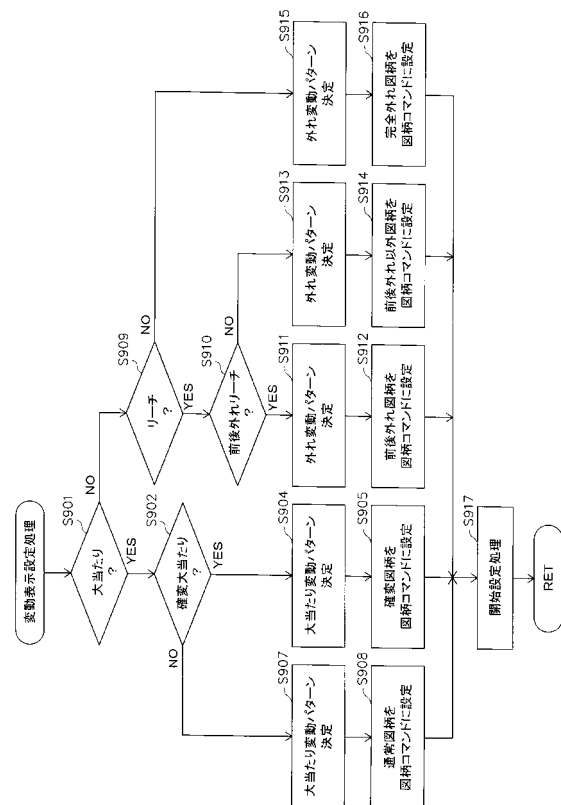 変動表示設定処理
S901
大当たり
?
NO
YES
S902
確変大当たり
?
NO
YES
S909
リーチ
?
NO
YES
S910
前後外れリーチ
?
NO
YES
S907
大当たり変動パターン
決定
S904
大当たり変動パターン
決定
S911
外れ変動パターン
決定
S913
外れ変動パターン
決定
S915
外れ変動パターン
決定
S908
通常図柄を
図柄コマンドに設定
S905
確変図柄を
図柄コマンドに設定
S912
前後外れ図柄を
図柄コマンドに設定
S914
前後外れ以外図柄を
図柄コマンドに設定
S916
完全外れ図柄を
図柄コマンドに設定
S917
開始設定処理
RET